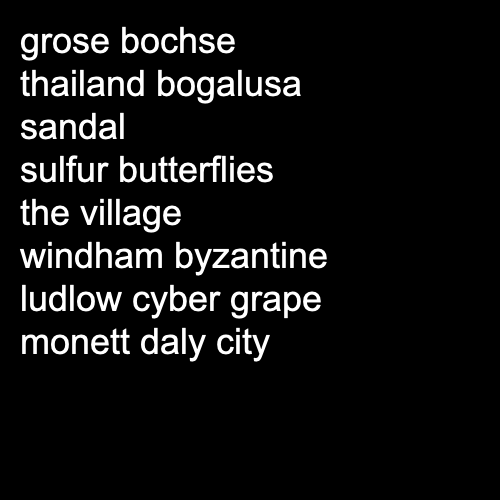 grose bochse
thailand bogalusa
sandal
sulfur butterflies
the village
windham byzantine
ludlow cyber grape
monett daly city